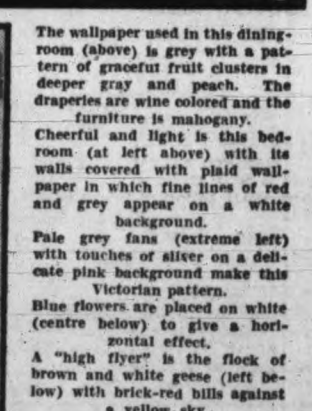 The wallpaper used in this dining-
room (above) is grey with a pat-
tern of graceful fruit clusters in
deeper gray and peach. The
draperies are wine colored and the
furniture is mahogany.
Cheerful and light is this bed-
room (at left above) with its
walls covered with plaid wall-
paper in which fine lines of red
and grey appear on a white
background.
Pale grey fans (extreme left)
with touches of silver on a deli-
cate pink background make this
Victorian pattern.
Blue flowers are placed on white
(centre below) to give a hori-
zontal effect.
A "high flyer" is the flock of
brown and white geese (left be-
low) with brick-red bills against
a yellow sky.